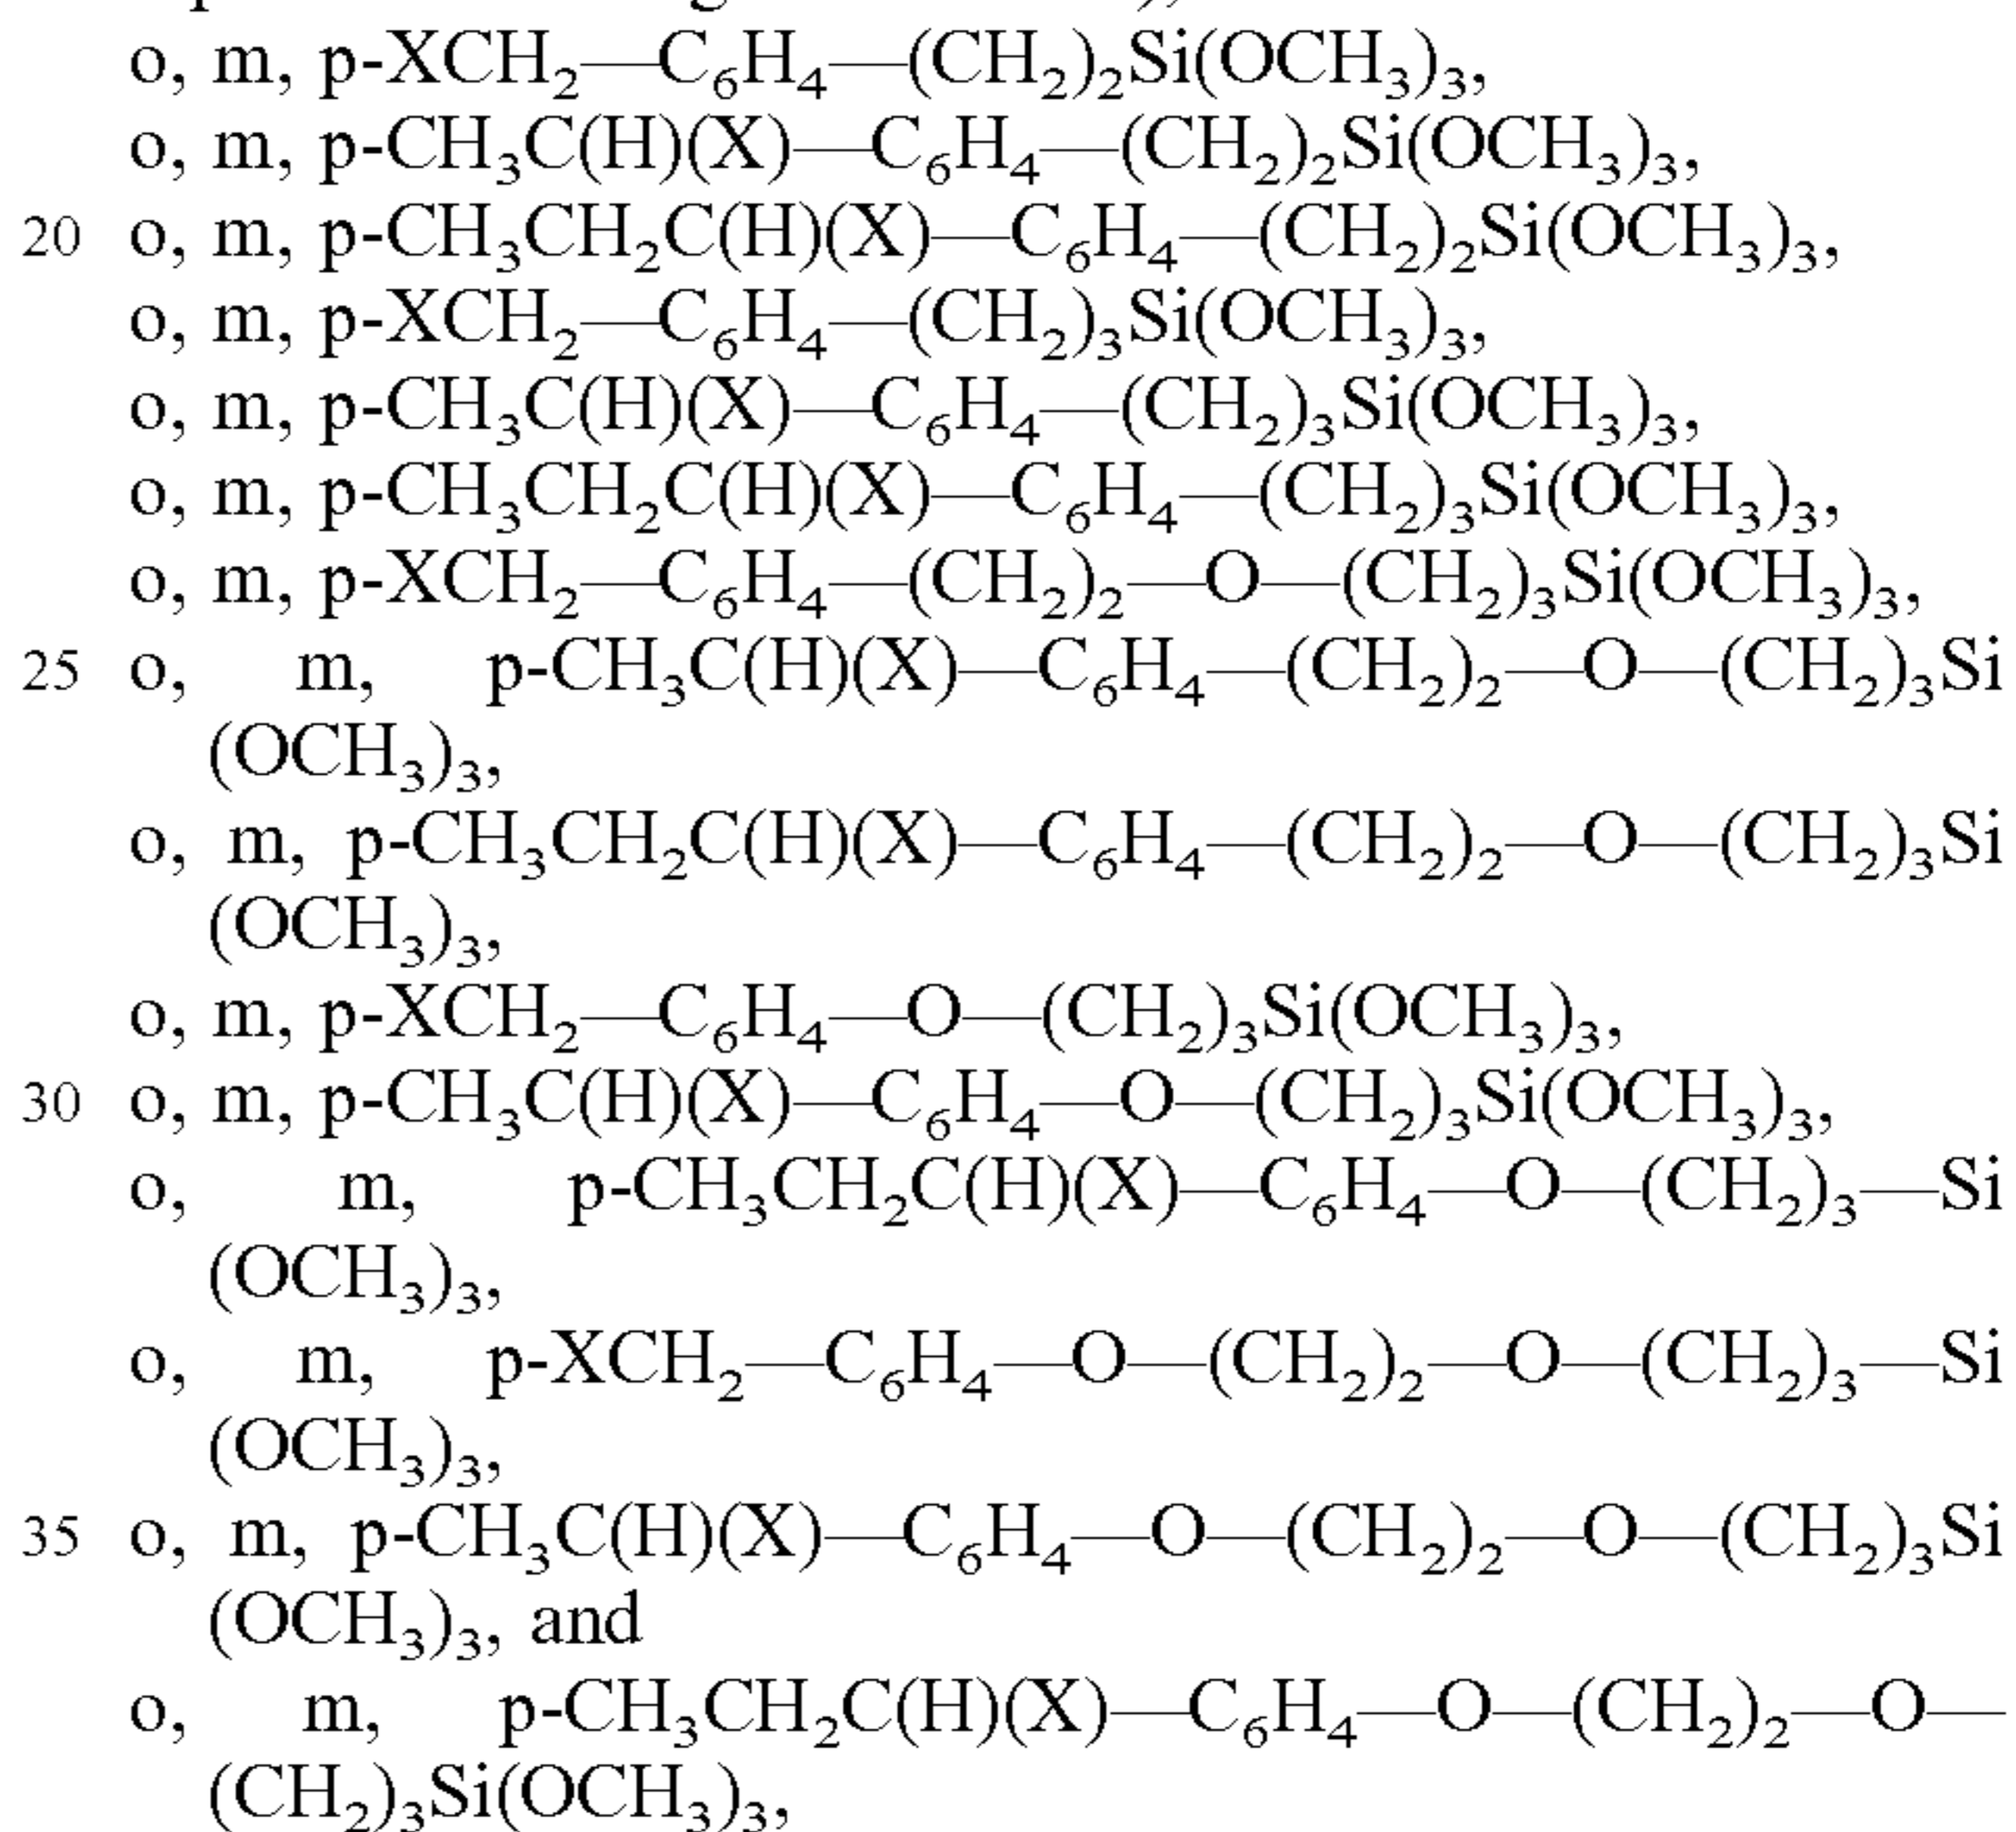 o, m, p-XCH₂—C₆H₄—(CH₂)₂Si(OCH₃)₃,
o, m, p-CH₃C(H)(X)—C₆H₄—(CH₂)₂Si(OCH₃)₃,
20 o, m, p-CH₃CH₂C(H)(X)—C₆H₄—(CH₂)₂Si(OCH₃)₃,
o, m, p-XCH₂—C₆H₄—(CH₂)₃Si(OCH₃)₃,
o, m, p-CH₃C(H)(X)—C₆H₄—(CH₂)₃Si(OCH₃)₃,
o, m, p-CH₃CH₂C(H)(X)—C₆H₄—(CH₂)₃Si(OCH₃)₃,
o, m, p-XCH₂—C₆H₄—(CH₂)₂—O—(CH₂)₃Si(OCH₃)₃,
25 o, m, p-CH₃C(H)(X)—C₆H₄—(CH₂)₂—O—(CH₂)₃Si
(OCH₃)₃,
o, m, p-CH₃CH₂C(H)(X)—C₆H₄—(CH₂)₂—O—(CH₂)₃Si
(OCH₃)₃,
o, m, p-XCH₂—C₆H₄—O—(CH₂)₃Si(OCH₃)₃,
30 o, m, p-CH₃C(H)(X)—C₆H₄—O—(CH₂)₃Si(OCH₃)₃,
o, m, p-CH₃CH₂C(H)(X)—C₆H₄—O—(CH₂)₃—Si
(OCH₃)₃,
o, m, p-XCH₂—C₆H₄—O—(CH₂)₂—O—(CH₂)₃—Si
(OCH₃)₃,
35 o, m, p-CH₃C(H)(X)—C₆H₄—O—(CH₂)₂—O—(CH₂)₃Si
(OCH₃)₃, and
o, m, p-CH₃CH₂C(H)(X)—C₆H₄—O—(CH₂)₂—O—
(CH₂)₃Si(OCH₃)₃,